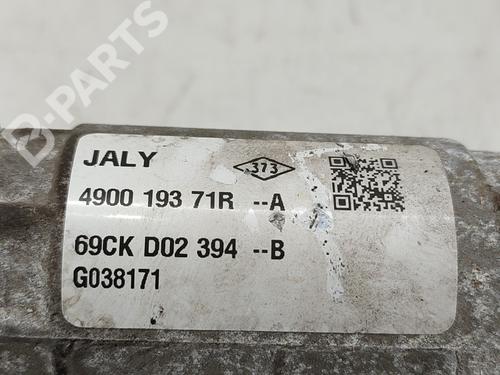 B-PARTS
JALY
373
4900 193 71R --A
69CK D02 394 --B
G038171